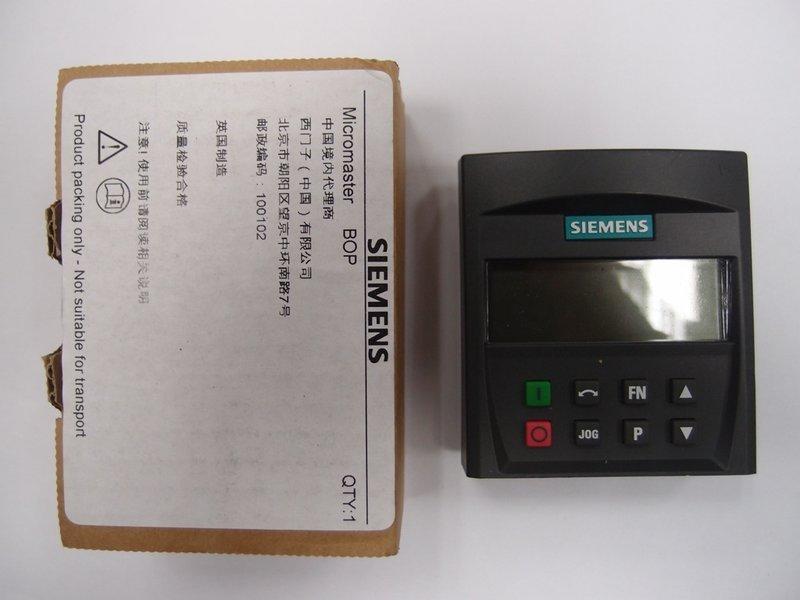 SIEMENS
Micromaster BOP QTY:1
中国境内代理商
西门子(中国)有限公司
北京市朝阳区望京中环南路7号
邮政编码:100102
英国制造
质量检验合格
注意!使用前请阅读相关说明
Product packing only - Not suitable for transport
SIEMENS
I FN
O JOG P